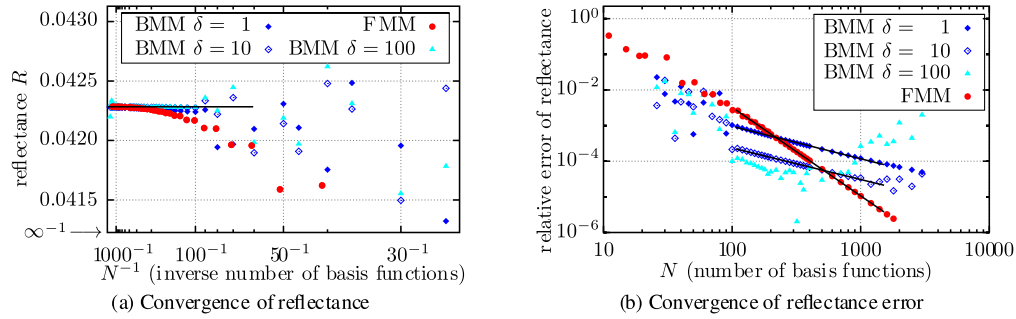 0.0430
0.0425
0.0420
0.0415
∞⁻¹
reflectance R
BMM δ = 1
FMM
BMM δ = 10
BMM δ = 100
1000⁻¹
100⁻¹
50⁻¹
30⁻¹
N⁻¹ (inverse number of basis functions)
(a) Convergence of reflectance
10⁰
10⁻²
10⁻⁴
10⁻⁶
relative error of reflectance
BMM δ = 1
BMM δ = 10
BMM δ = 100
FMM
10
100
1000
10000
N (number of basis functions)
(b) Convergence of reflectance error